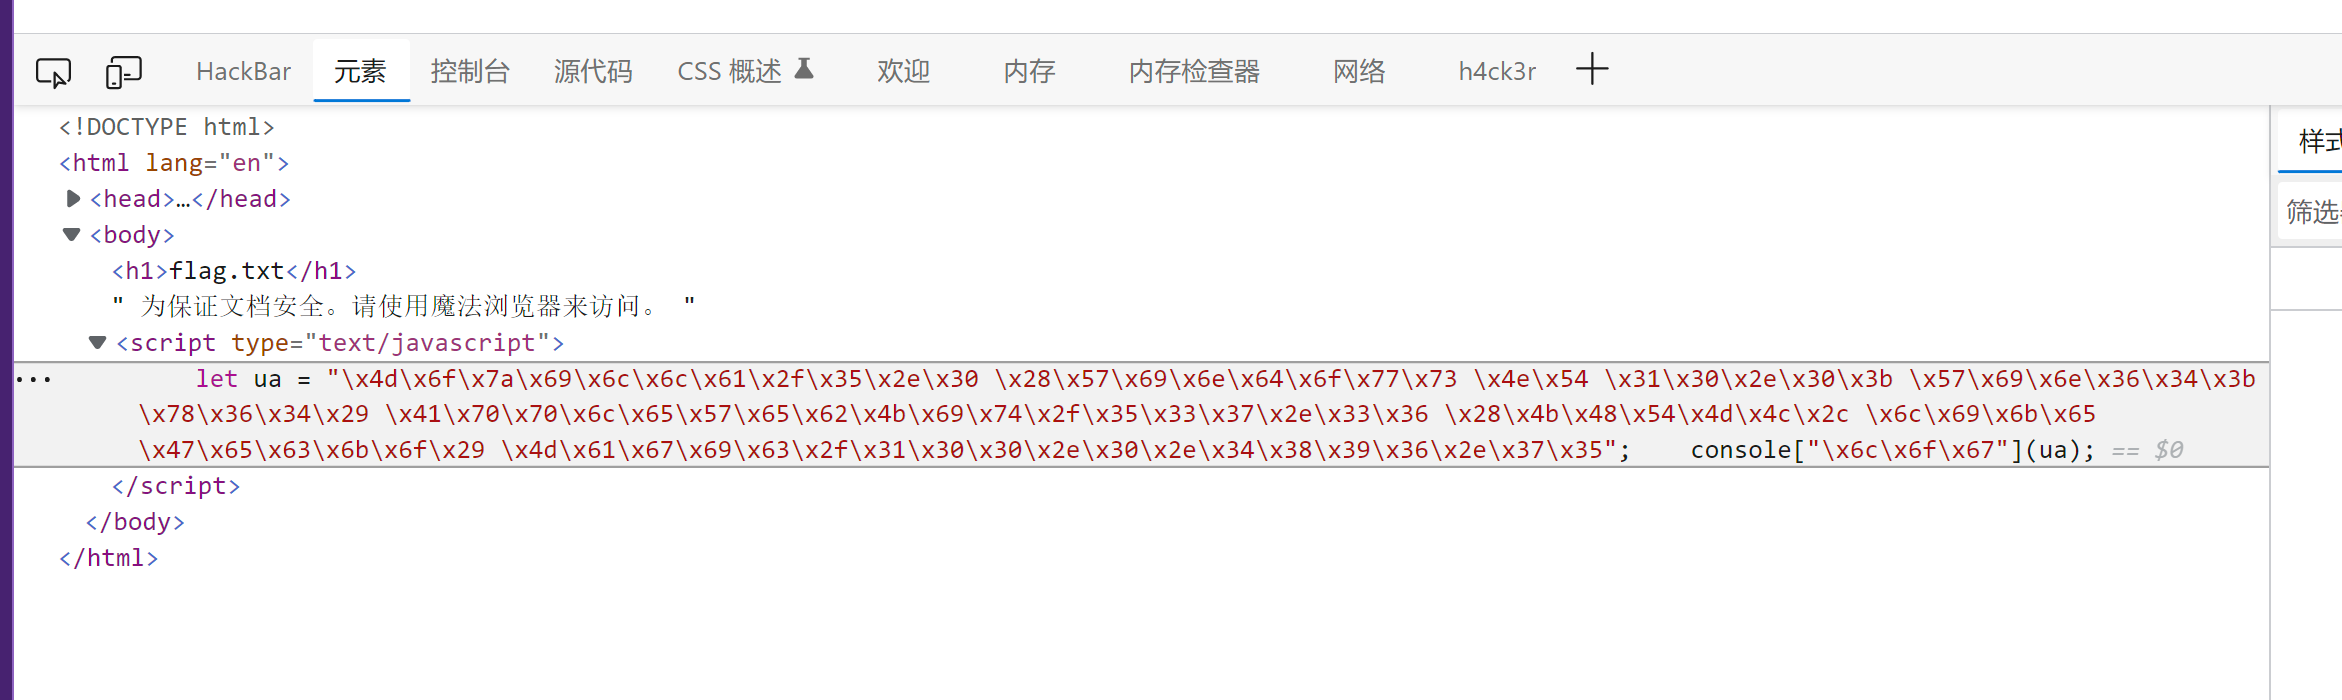 HackBar 元素 控制台 源代码 CSS 概述 欢迎 内存 内存检查器 网络 h4ck3r
<!DOCTYPE html>
样式
<html lang="en">
<head>…</head>
筛选
<body>
<h1>flag.txt</h1>
" 为保证文档安全。请使用魔法浏览器来访问。 "
<script type="text/javascript">
let ua = "\x4d\x6f\x7a\x69\x6c\x6c\x61\x2f\x35\x2e\x30 \x28\x57\x69\x6e\x64\x6f\x77\x73 \x4e\x54 \x31\x30\x2e\x30\x3b \x57\x69\x6e\x36\x34\x3b
\x78\x36\x34\x29 \x41\x70\x70\x6c\x65\x57\x65\x62\x4b\x69\x74\x2f\x35\x33\x37\x2e\x33\x36 \x28\x4b\x48\x54\x4d\x4c\x2c \x6c\x69\x6b\x65
\x47\x65\x63\x6b\x6f\x29 \x4d\x61\x67\x69\x63\x2f\x31\x30\x30\x2e\x30\x2e\x34\x38\x39\x36\x2e\x37\x35"; console["\x6c\x6f\x67"](ua); == $0
</script>
</body>
</html>